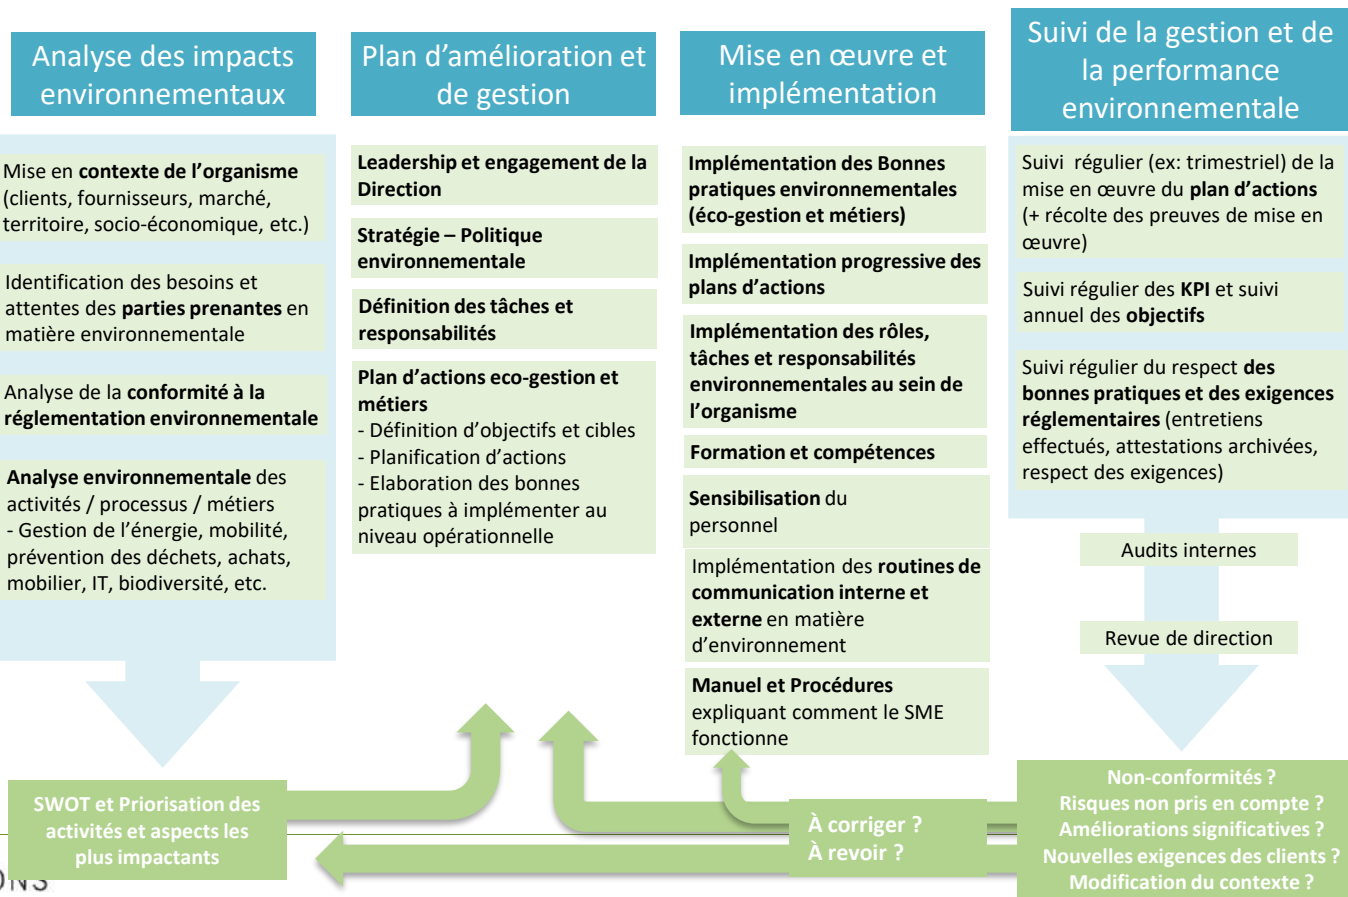 Analyse des impacts
environnementaux
Mise en contexte de l'organisme
(clients, fournisseurs, marché,
territoire, socio-économique, etc.)
Identification des besoins et
attentes des parties prenantes en
matière environnementale
Analyse de la conformité à la
réglementation environnementale
Analyse environnementale des
activités / processus / métiers
- Gestion de l'énergie, mobilité,
prévention des déchets, achats,
mobilier, IT, biodiversité, etc.
SWOT et Priorisation des
activités et aspects les
plus impactants
Plan d'amélioration et
de gestion
Leadership et engagement de la
Direction
Stratégie – Politique
environnementale
Définition des tâches et
responsabilités
Plan d'actions eco-gestion et
métiers
- Définition d'objectifs et cibles
- Planification d'actions
- Elaboration des bonnes
pratiques à implémenter au
niveau opérationnelle
Mise en œuvre et
implémentation
Implémentation des Bonnes
pratiques environnementales
(éco-gestion et métiers)
Implémentation progressive des
plans d'actions
Implémentation des rôles,
tâches et responsabilités
environnementales au sein de
l'organisme
Formation et compétences
Sensibilisation du
personnel
Implémentation des routines de
communication interne et
externe en matière
d'environnement
Manuel et Procédures
expliquant comment le SME
fonctionne
À corriger ?
À revoir ?
Suivi de la gestion et de
la performance
environnementale
Suivi régulier (ex: trimestriel) de la
mise en œuvre du plan d'actions
(+ récolte des preuves de mise en
œuvre)
Suivi régulier des KPI et suivi
annuel des objectifs
Suivi régulier du respect des
bonnes pratiques et des exigences
réglementaires (entretiens
effectués, attestations archivées,
respect des exigences)
Audits internes
Revue de direction
Non-conformités ?
Risques non pris en compte ?
Améliorations significatives ?
Nouvelles exigences des clients ?
Modification du contexte ?